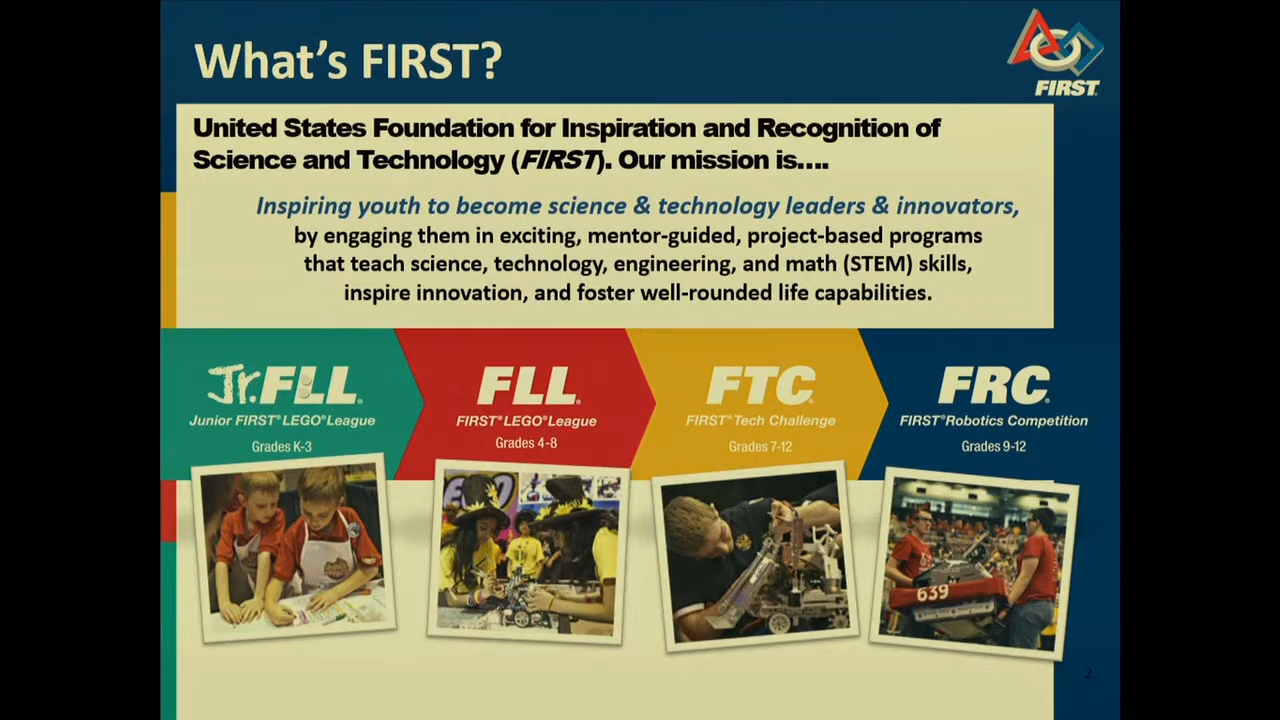 What's FIRST?
FIRST®
United States Foundation for Inspiration and Recognition of
Science and Technology (FIRST). Our mission is....
Inspiring youth to become science & technology leaders & innovators,
by engaging them in exciting, mentor-guided, project-based programs
that teach science, technology, engineering, and math (STEM) skills,
inspire innovation, and foster well-rounded life capabilities.
Jr.FLL®
Junior FIRST® LEGO® League
Grades K-3
FLL®
FIRST® LEGO® League
Grades 4-8
FTC®
FIRST® Tech Challenge
Grades 7-12
FRC®
FIRST® Robotics Competition
Grades 9-12
639
2